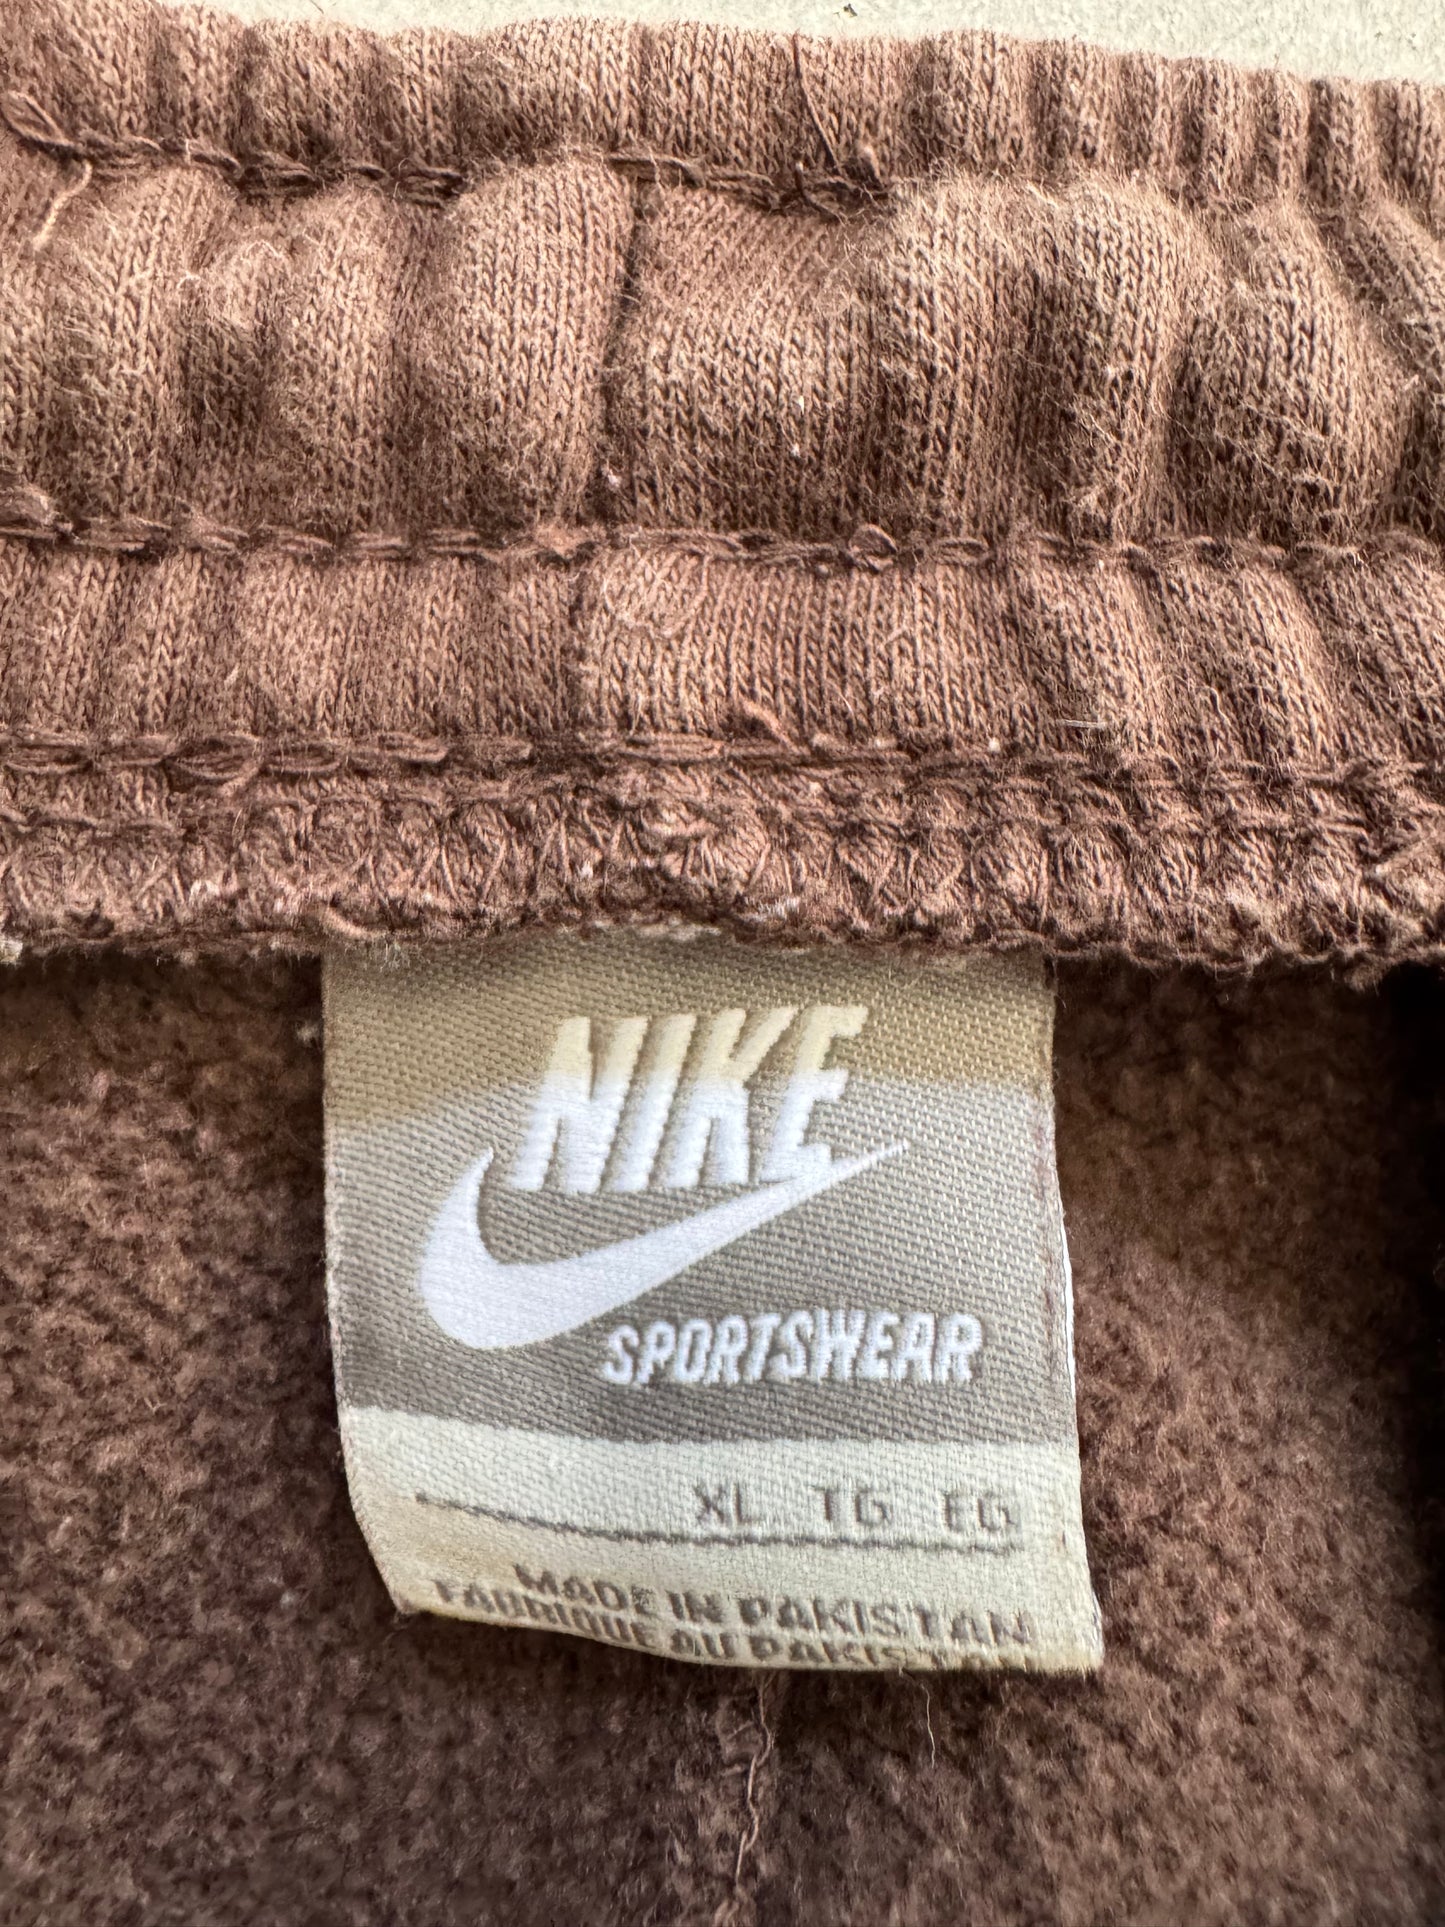 NIKE
SPORTSWEAR
XL TG EG
MADE IN PAKISTAN
FABRIQUE AU PAKISTAN